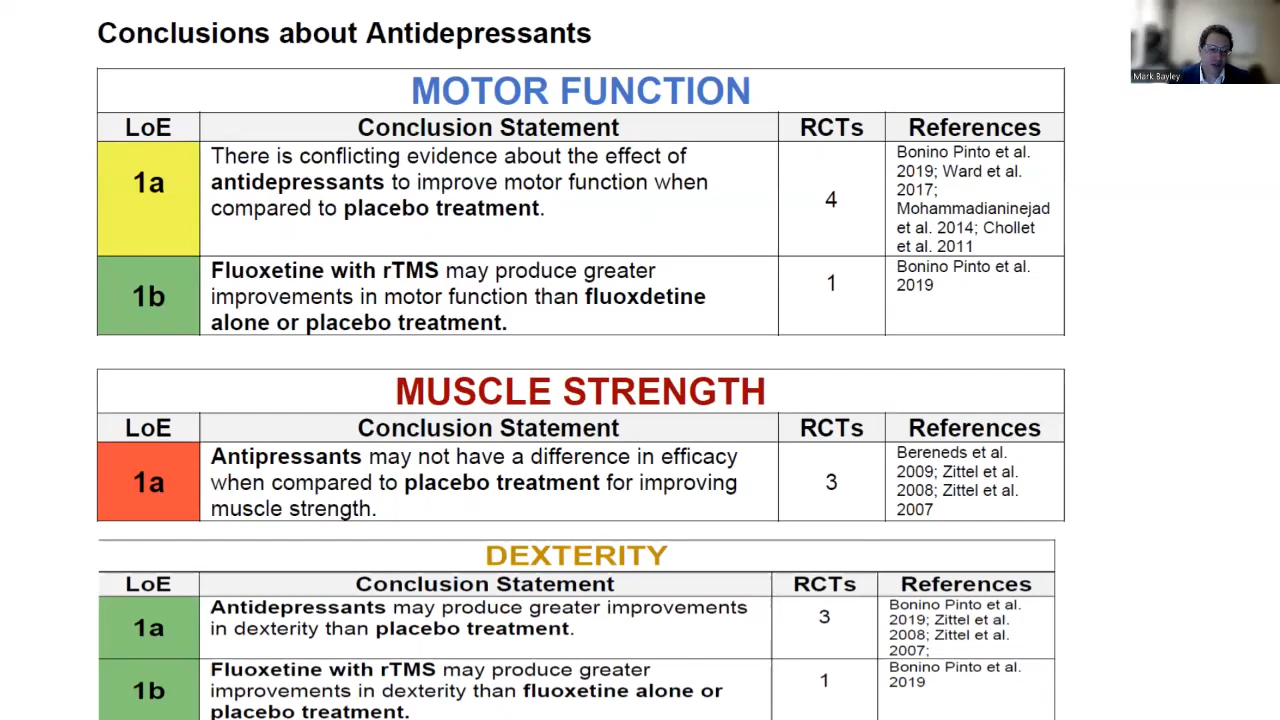 Conclusions about Antidepressants
Mark Bayley
MOTOR FUNCTION
LoE Conclusion Statement RCTs References
1a
There is conflicting evidence about the effect of
antidepressants to improve motor function when
compared to placebo treatment.
4
Bonino Pinto et al.
2019; Ward et al.
2017;
Mohammadianinejad
et al. 2014; Chollet
et al. 2011
1b
Fluoxetine with rTMS may produce greater
improvements in motor function than fluoxdetine
alone or placebo treatment.
1
Bonino Pinto et al.
2019
MUSCLE STRENGTH
LoE Conclusion Statement RCTs References
1a
Antipressants may not have a difference in efficacy
when compared to placebo treatment for improving
muscle strength.
3
Bereneds et al.
2009; Zittel et al.
2008; Zittel et al.
2007
DEXTERITY
LoE Conclusion Statement RCTs References
1a
Antidepressants may produce greater improvements
in dexterity than placebo treatment.
3
Bonino Pinto et al.
2019; Zittel et al.
2008; Zittel et al.
2007;
1b
Fluoxetine with rTMS may produce greater
improvements in dexterity than fluoxetine alone or
placebo treatment.
1
Bonino Pinto et al.
2019